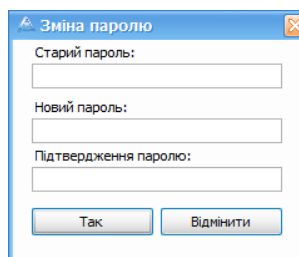 Зміна паролю
Старий пароль:
Новий пароль:
Підтвердження паролю:
Так Відмінити